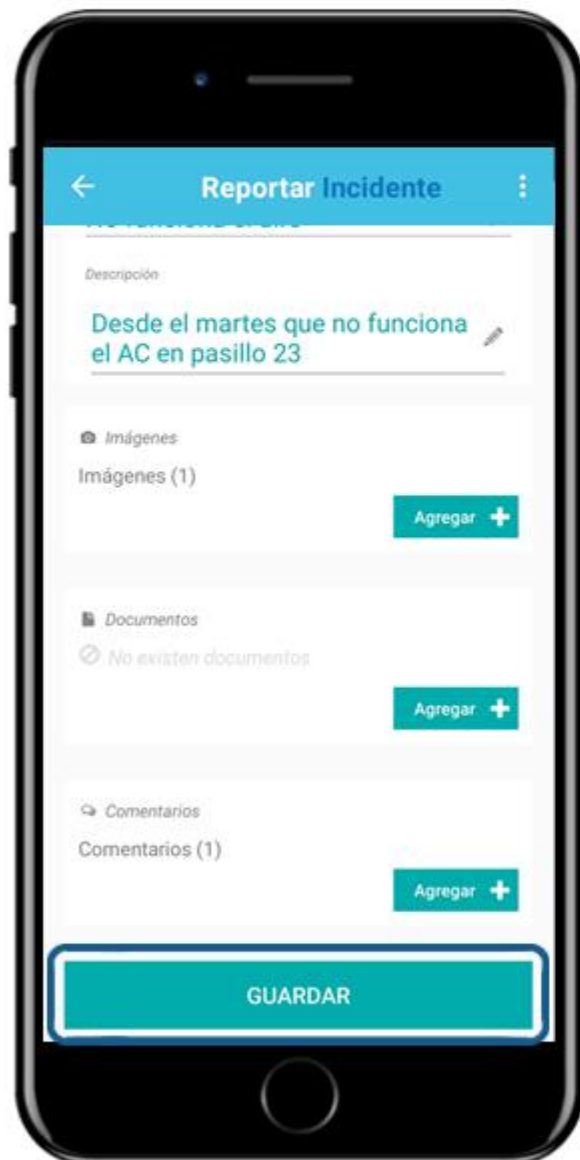 Reportar Incidente
Descripción
Desde el martes que no funciona
el AC en pasillo 23
Imágenes
Imágenes (1)
Agregar
Documentos
No existen documentos
Agregar
Comentarios
Comentarios (1)
Agregar
GUARDAR